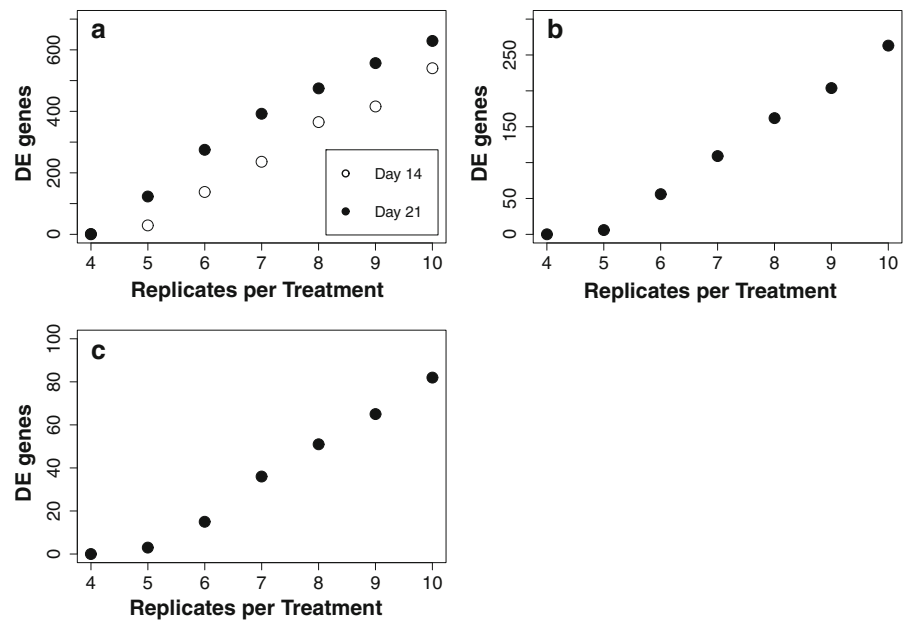 a
DE genes
0 200 400 600
4 5 6 7 8 9 10
Replicates per Treatment
Day 14
Day 21
b
DE genes
0 50 150 250
4 5 6 7 8 9 10
Replicates per Treatment
c
DE genes
0 20 40 60 80 100
4 5 6 7 8 9 10
Replicates per Treatment